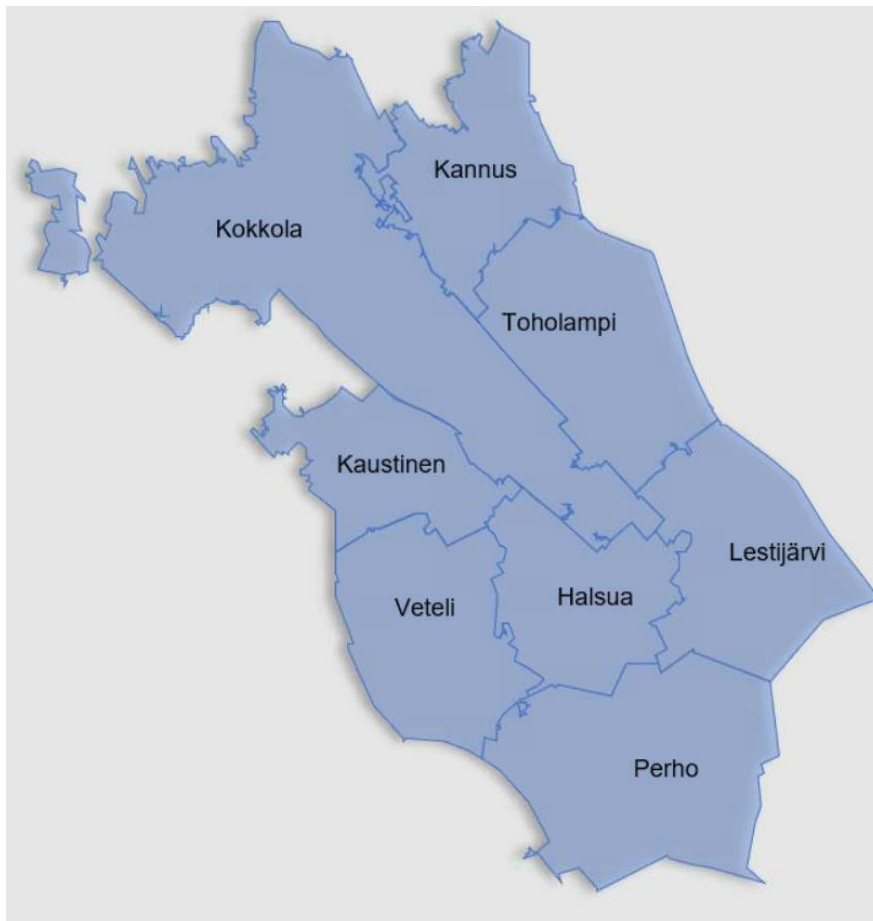 Kannus
Kokkola
Toholampi
Kaustinen
Lestijärvi
Halsua
Veteli
Perho